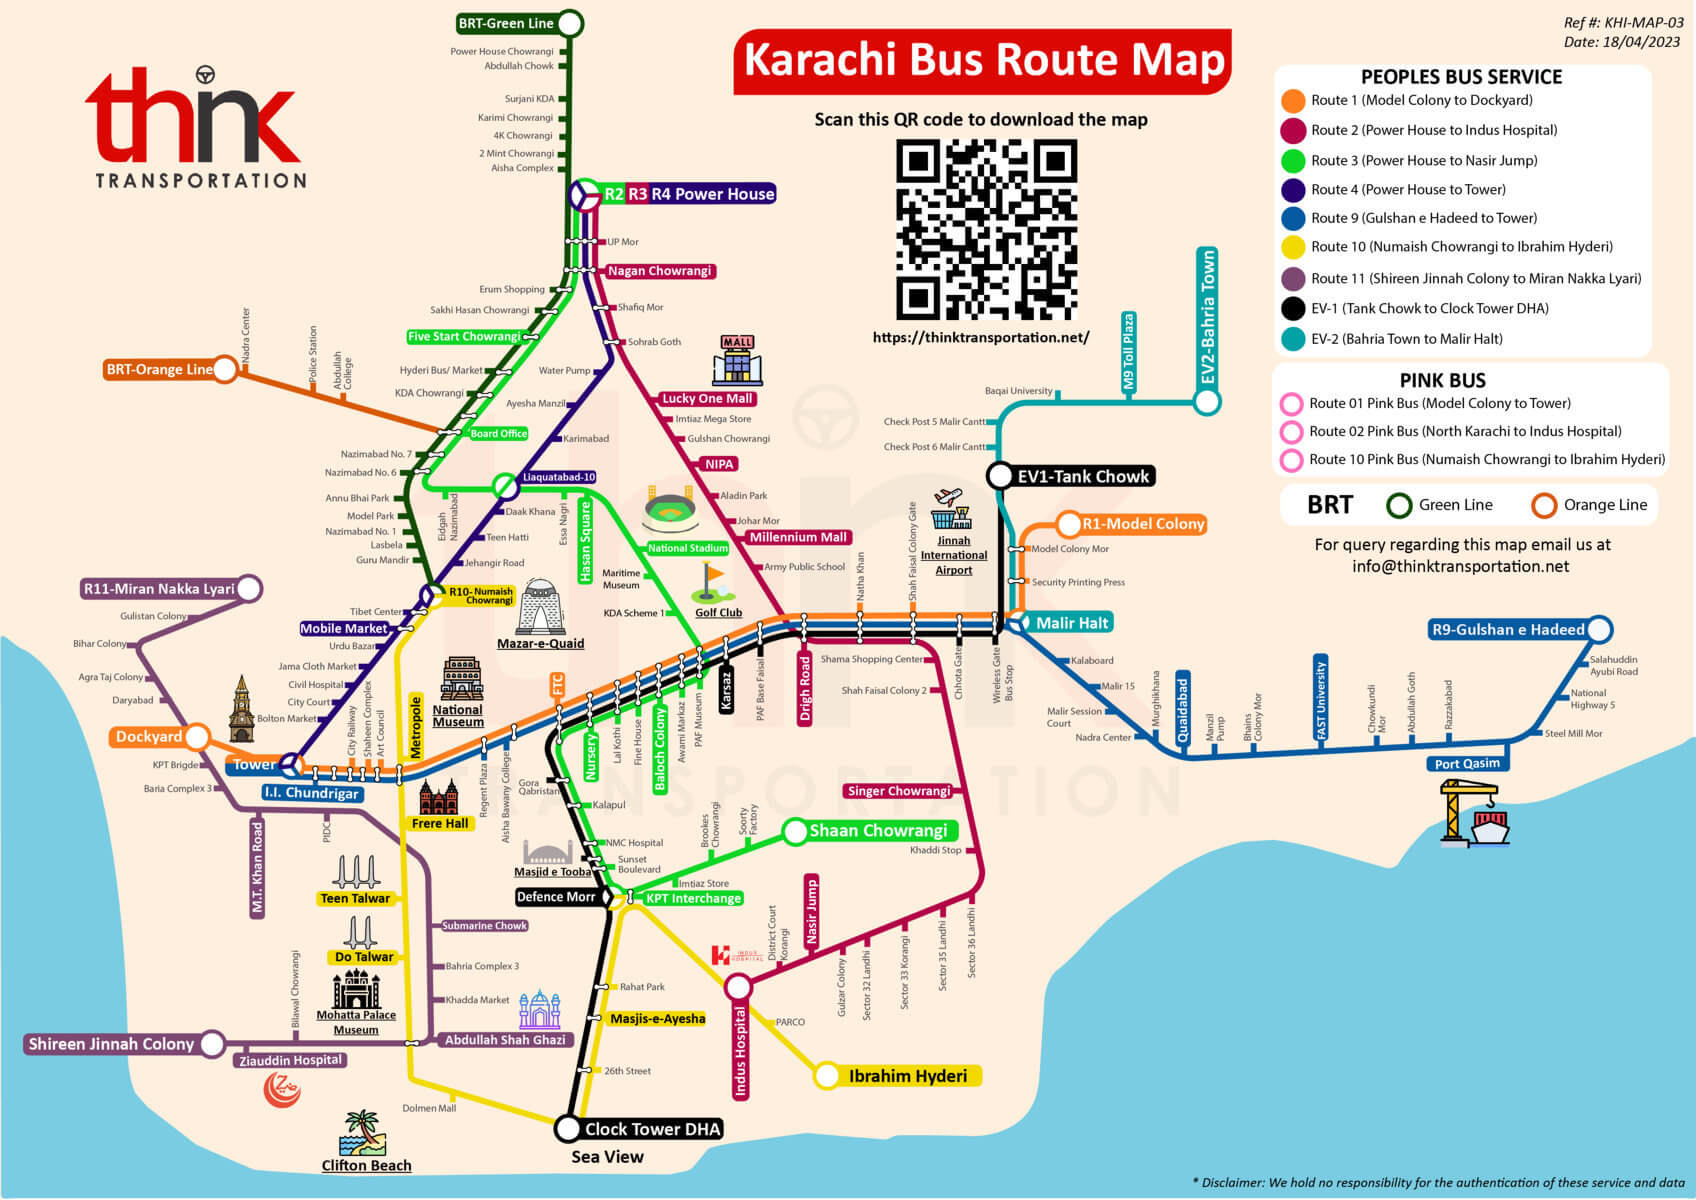 BRT-Green Line
Power House Chowrangi
Abdullah Chowk
Surjani KDA
Karimi Chowrangi
4K Chowrangi
2 Mint Chowrangi
Aisha Complex
think
TRANSPORTATION
Karachi Bus Route Map
Scan this QR code to download the map
https://thinktransportation.net/
Ref #: KHI-MAP-03
Date: 18/04/2023
PEOPLES BUS SERVICE
Route 1 (Model Colony to Dockyard)
Route 2 (Power House to Indus Hospital)
Route 3 (Power House to Nasir Jump)
Route 4 (Power House to Tower)
Route 9 (Gulshan e Hadeed to Tower)
Route 10 (Numaish Chowrangi to Ibrahim Hyderi)
Route 11 (Shireen Jinnah Colony to Miran Nakka Lyari)
EV-1 (Tank Chowk to Clock Tower DHA)
EV-2 (Bahria Town to Malir Halt)
PINK BUS
Route 01 Pink Bus (Model Colony to Tower)
Route 02 Pink Bus (North Karachi to Indus Hospital)
Route 10 Pink Bus (Numaish Chowrangi to Ibrahim Hyderi)
BRT
Green Line
Orange Line
For query regarding this map email us at
info@thinktransportation.net
R2 R3 R4 Power House
UP Mor
Nagan Chowrangi
Erum Shopping
Sakhi Hasan Chowrangi
Five Start Chowrangi
Hyderi Bus/ Market
KDA Chowrangi
Board Office
Nazimabad No. 7
Nazimabad No. 6
Annu Bhai Park
Model Park
Nazimabad No. 1
Lasbela
Guru Mandir
BRT-Orange Line
Nadra Center
Police Station
Abdullah
College
Shafiq Mor
Sohrab Goth
Water Pump
Ayesha Manzil
Karimabad
Liaquatabad-10
Daak Khana
Teen Hatti
Jehangir Road
Eidgah
Nazimabad
Essa Nagri
Hasan Square
National Stadium
Maritime
Museum
KDA Scheme 1
Golf Club
MALL
Lucky One Mall
Imtiaz Mega Store
Gulshan Chowrangi
NIPA
Aladin Park
Johar Mor
Millennium Mall
Army Public School
Baqai University
M9 Toll Plaza
EV2-Bahria Town
Check Post 5 Malir Cantt
Check Post 6 Malir Cantt
EV1-Tank Chowk
R1-Model Colony
Model Colony Mor
Security Printing Press
Jinnah
International
Airport
Malir Halt
Natha Khan
Shah Faisal Colony Gate
Chhota Gate
Wireless Gate
Bus Stop
R10- Numaish
Chowrangi
Tibet Center
Mobile Market
Urdu Bazar
Jama Cloth Market
Civil Hospital
City Court
Bolton Market
Mazar-e-Quaid
National
Museum
R11-Miran Nakka Lyari
Gulistan Colony
Bihar Colony
Agra Taj Colony
Daryabad
Dockyard
KPT Brigde
Baria Complex 3
Tower
I.I. Chundrigar
City Railway
Shaheen Complex
Art Council
Metropole
Frere Hall
Regent Plaza
Aisha Bawany College
FTC
Nursery
Lal Kothi
Fine House
Baloch Colony
Awami Markaz
PAF Museum
Karsaz
PAF Base Faisal
Drigh Road
Shama Shopping Center
Shah Faisal Colony 2
Singer Chowrangi
Khaddi Stop
Kalaboard
Malir 15
Malir Session
Court
Nadra Center
Murghikhana
Quaidabad
Manzil
Pump
Bhains
Colony Mor
FAST University
Chowkundi
Mor
Abdullah Goth
Razzakabad
Port Qasim
Steel Mill Mor
National
Highway 5
Salahuddin
Ayubi Road
R9-Gulshan e Hadeed
M.T. Khan Road
PIDC
Teen Talwar
Do Talwar
Mohatta Palace
Museum
Submarine Chowk
Bahria Complex 3
Khadda Market
Abdullah Shah Ghazi
Shireen Jinnah Colony
Bilawal Chowrangi
Ziauddin Hospital
Dolmen Mall
Clifton Beach
Gora
Qabristan
Kalapul
NMC Hospital
Sunset
Boulevard
Masjid e Tooba
Defence Morr
KPT Interchange
Imtiaz Store
Brookes
Chowrangi
Soorty
Factory
Shaan Chowrangi
Rahat Park
Masjis-e-Ayesha
26th Street
Clock Tower DHA
Sea View
INDUS
HOSPITAL
Indus Hospital
District Court
Korangi
Nasir Jump
Gulzar Colony
Sector 32 Landhi
Sector 33 Korangi
Sector 35 Landhi
Sector 36 Landhi
PARCO
Ibrahim Hyderi
think
TRANSPORTATION
* Disclaimer: We hold no responsibility for the authentication of these service and data